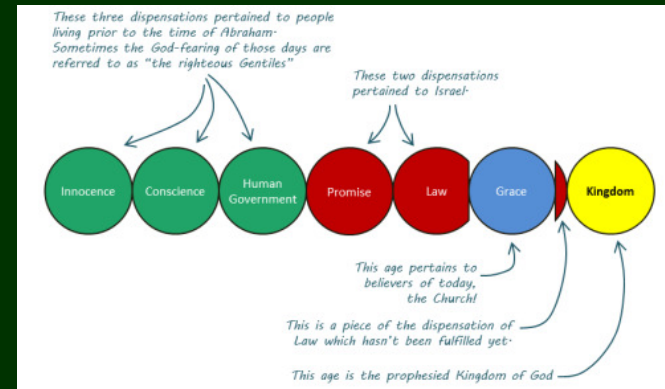 These three dispensations pertained to people
living prior to the time of Abraham.
Sometimes the God-fearing of those days are
referred to as “the righteous Gentiles”
These two dispensations
pertained to Israel.
Innocence
Conscience
Human
Government
Promise
Law
Grace
Kingdom
This age pertains to
believers of today,
the Church!
This is a piece of the dispensation of
Law which hasn't been fulfilled yet.
This age is the prophesied Kingdom of God